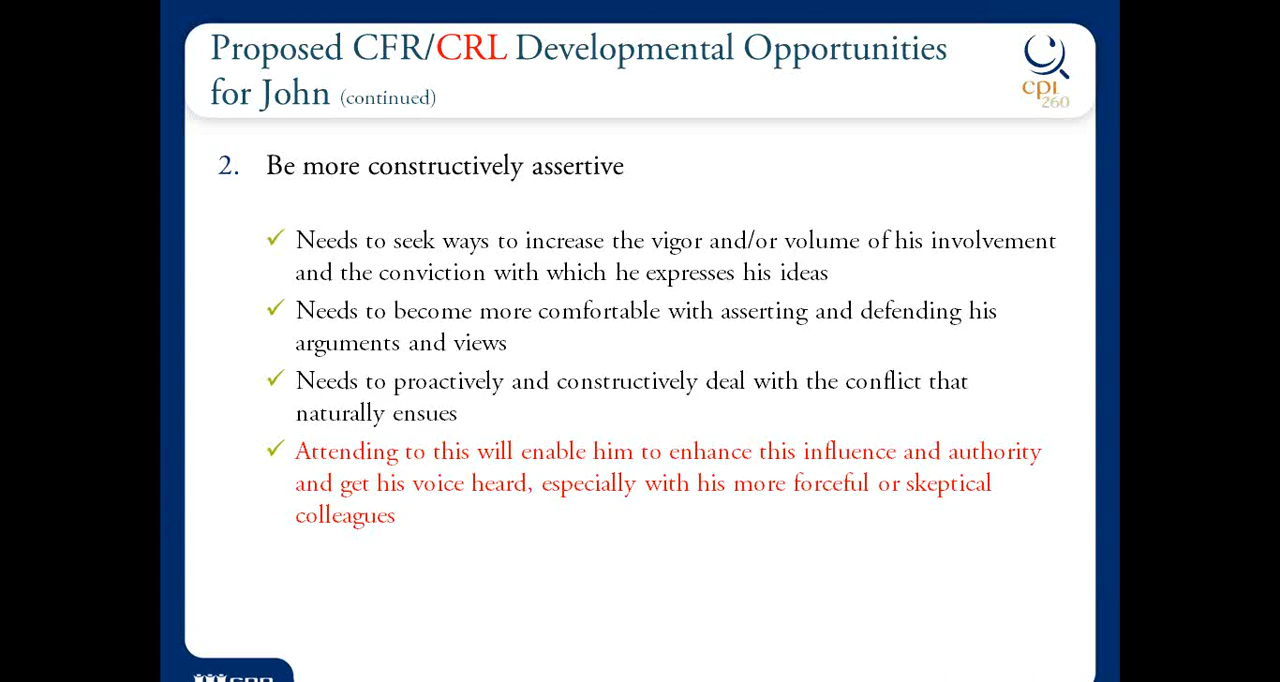 Proposed CFR/CRL Developmental Opportunities
for John (continued)
cpi
260
2. Be more constructively assertive
Needs to seek ways to increase the vigor and/or volume of his involvement
and the conviction with which he expresses his ideas
Needs to become more comfortable with asserting and defending his
arguments and views
Needs to proactively and constructively deal with the conflict that
naturally ensues
Attending to this will enable him to enhance this influence and authority
and get his voice heard, especially with his more forceful or skeptical
colleagues